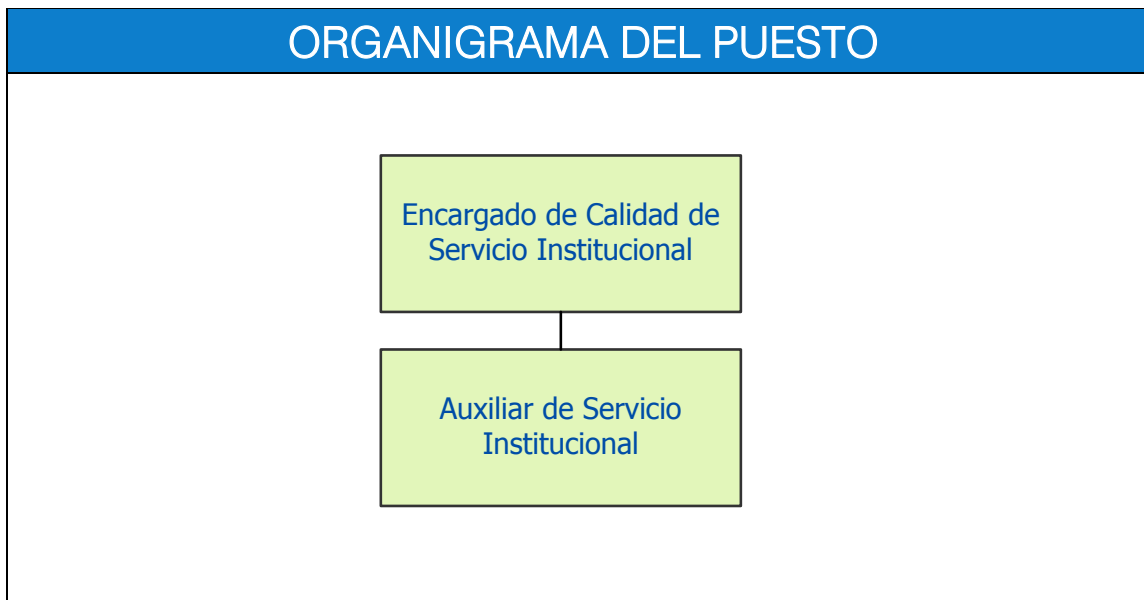 ORGANIGRAMA DEL PUESTO
Encargado de Calidad de
Servicio Institucional
Auxiliar de Servicio
Institucional